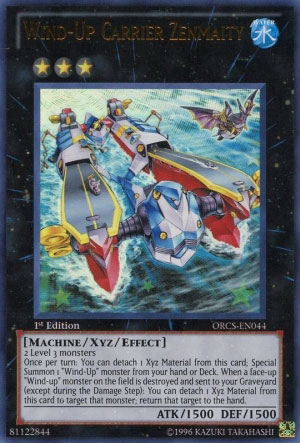 WIND-UP CARRIER ZENMAITY
WATER
水
1st Edition
ORCS-EN044
[MACHINE/XYZ/EFFECT]
2 Level 3 monsters
Once per turn: You can detach 1 Xyz Material from this card; Special
Summon 1 "Wind-Up" monster from your hand or Deck. When a face-up
"Wind-up" monster on the field is destroyed and sent to your Graveyard
(except during the Damage Step): You can detach 1 Xyz Material
from this card to target that monster; return that target to the hand.
ATK/1500 DEF/1500
81122844
©1996 KAZUKI TAKAHASHI